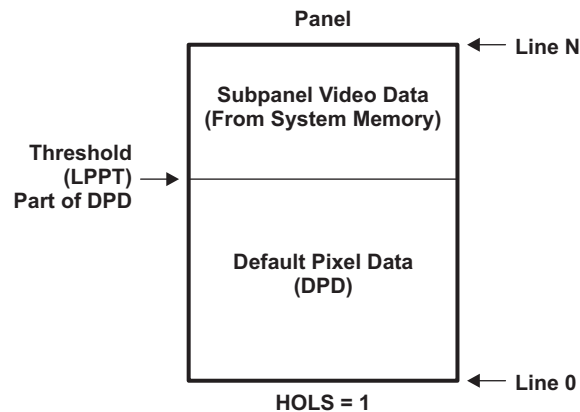 Panel
Line N
Subpanel Video Data
(From System Memory)
Threshold
(LPPT)
Part of DPD
Default Pixel Data
(DPD)
Line 0
HOLS = 1